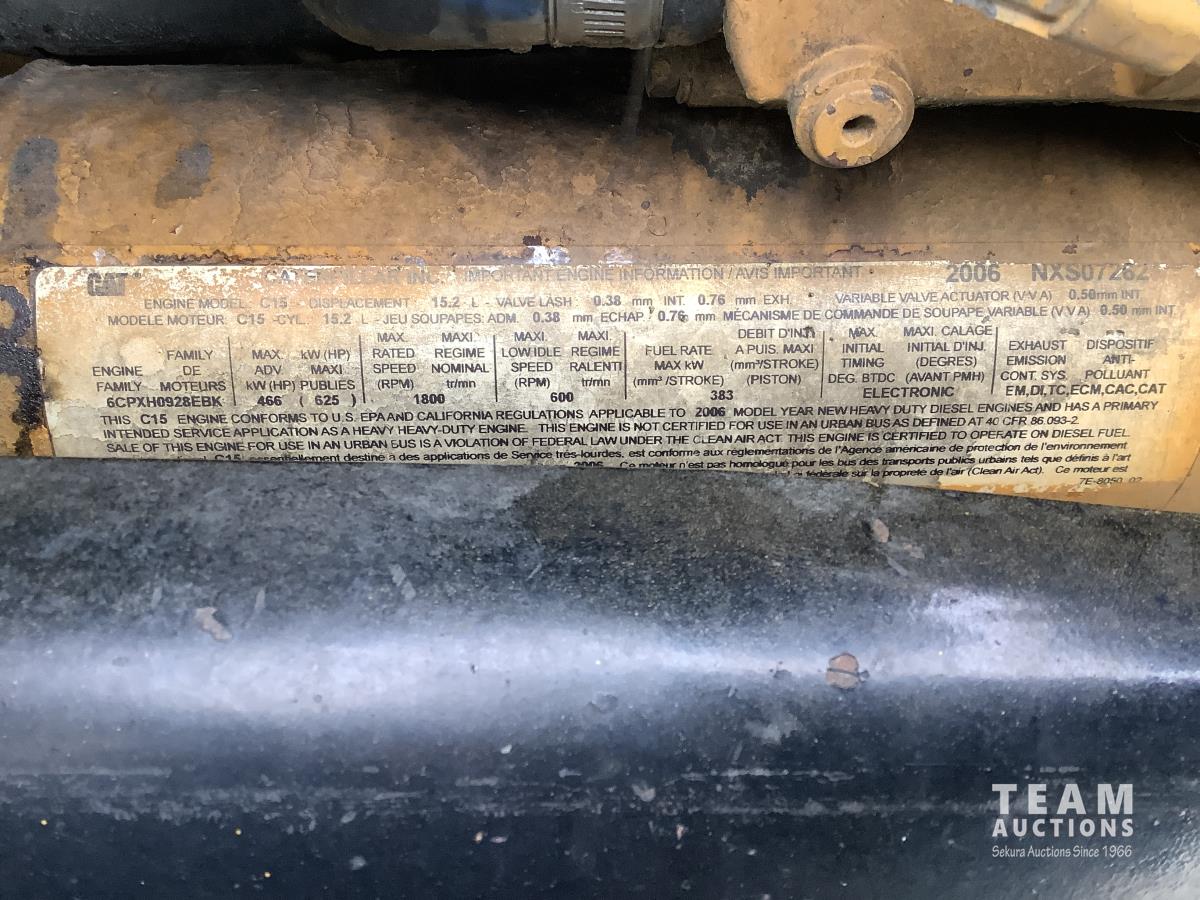 CAT CATERPILLAR INC. IMPORTANT ENGINE INFORMATION / AVIS IMPORTANT 2006 NXS07262
ENGINE MODEL C15 - DISPLACEMENT 15.2 L - VALVE LASH 0.38 mm INT. 0.76 mm EXH. VARIABLE VALVE ACTUATOR (V V A) 0.50mm INT
MODELE MOTEUR: C15 -CYL. 15.2 L - JEU SOUPAPES: ADM. 0.38 mm ECHAP. 0.76 mm MÉCANISME DE COMMANDE DE SOUPAPE VARIABLE (V V A) 0.50 mm INT
ENGINE FAMILY
FAMILY DE MOTEURS
6CPXH0928EBK
MAX. ADV kW (HP)
kW (HP) MAXI PUBLIES
466 ( 625 )
MAX. RATED SPEED (RPM)
MAXI. REGIME NOMINAL tr/min
1800
MAXI. LOW IDLE SPEED (RPM)
MAXI. REGIME RALENTI tr/min
600
FUEL RATE MAX kW (mm³/STROKE)
DEBIT D'INJ A PUIS. MAXI (mm³/STROKE) (PISTON)
383
MAX. INITIAL TIMING DEG. BTDC
MAXI. CALAGE INITIAL D'INJ. (DEGRES) (AVANT PMH)
ELECTRONIC
EXHAUST EMISSION CONT. SYS.
DISPOSITIF ANTI-POLLUANT
EM,DI,TC,ECM,CAC,CAT
THIS C15 ENGINE CONFORMS TO U.S. EPA AND CALIFORNIA REGULATIONS APPLICABLE TO 2006 MODEL YEAR NEW HEAVY DUTY DIESEL ENGINES AND HAS A PRIMARY
INTENDED SERVICE APPLICATION AS A HEAVY HEAVY-DUTY ENGINE. THIS ENGINE IS NOT CERTIFIED FOR USE IN AN URBAN BUS AS DEFINED AT 40 CFR 86.093-2.
SALE OF THIS ENGINE FOR USE IN AN URBAN BUS IS A VIOLATION OF FEDERAL LAW UNDER THE CLEAN AIR ACT. THIS ENGINE IS CERTIFIED TO OPERATE ON DIESEL FUEL
C15 essentiellement destiné à des applications de Service très-lourdes, est conforme aux réglementations de l'Agence américaine de protection de l'environnement
2006 Ce moteur n'est pas homologué pour les bus des transports publics urbains tels que définis à l'art
fédérale sur la propreté de l'air (Clean Air Act). Ce moteur est
7E-8050 02
TEAM
AUCTIONS
Sekura Auctions Since 1966